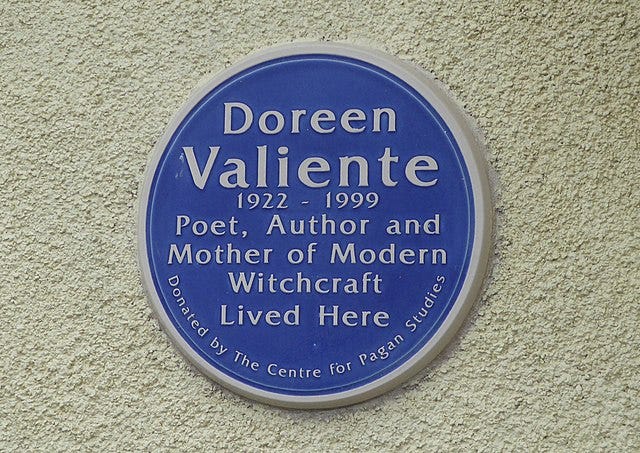 Doreen
Valiente
1922 - 1999
Poet, Author and
Mother of Modern
Witchcraft
Lived Here
Donated by The Centre for Pagan Studies